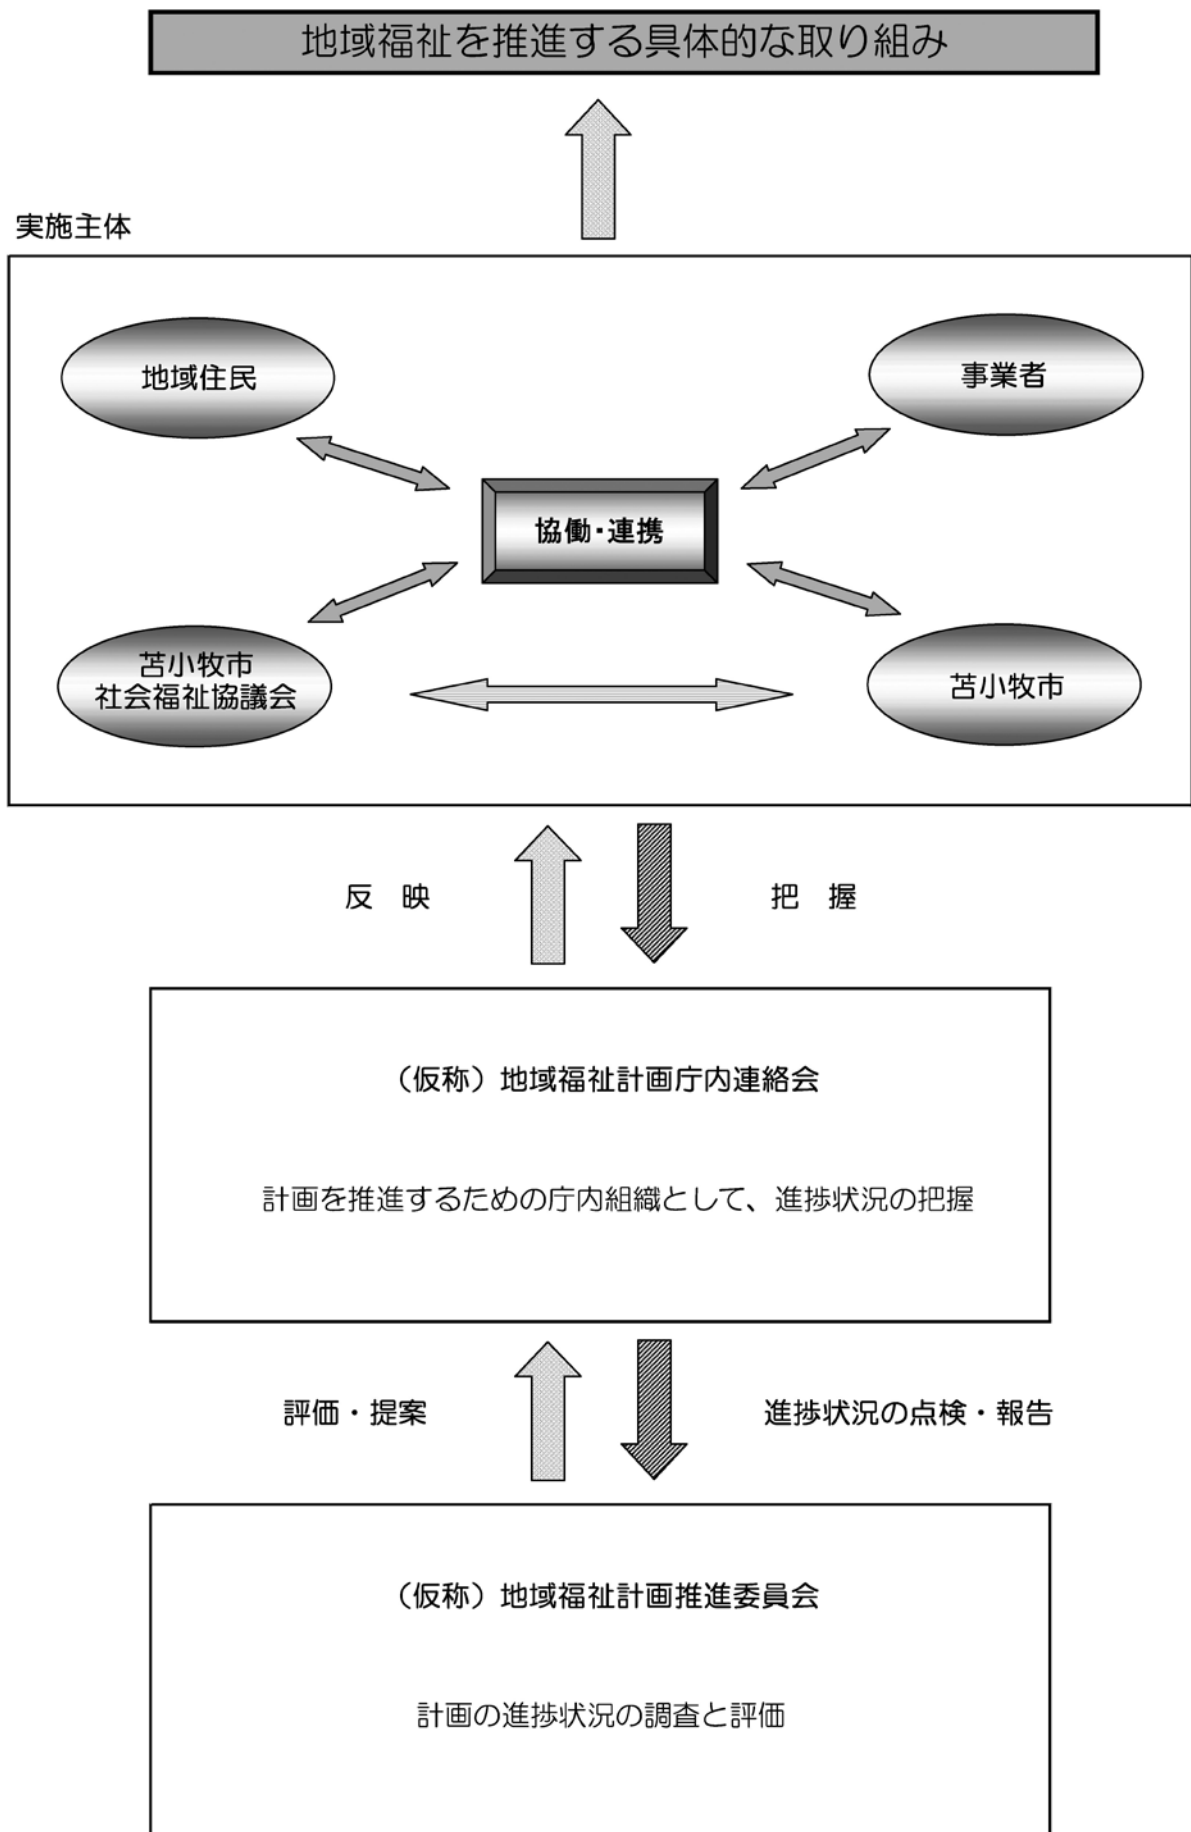 地域福祉を推進する具体的な取り組み
実施主体
地域住民
事業者
協働・連携
苫小牧市
社会福祉協議会
苫小牧市
反　映
把　握
（仮称）地域福祉計画庁内連絡会
計画を推進するための庁内組織として、進捗状況の把握
評価・提案
進捗状況の点検・報告
（仮称）地域福祉計画推進委員会
計画の進捗状況の調査と評価